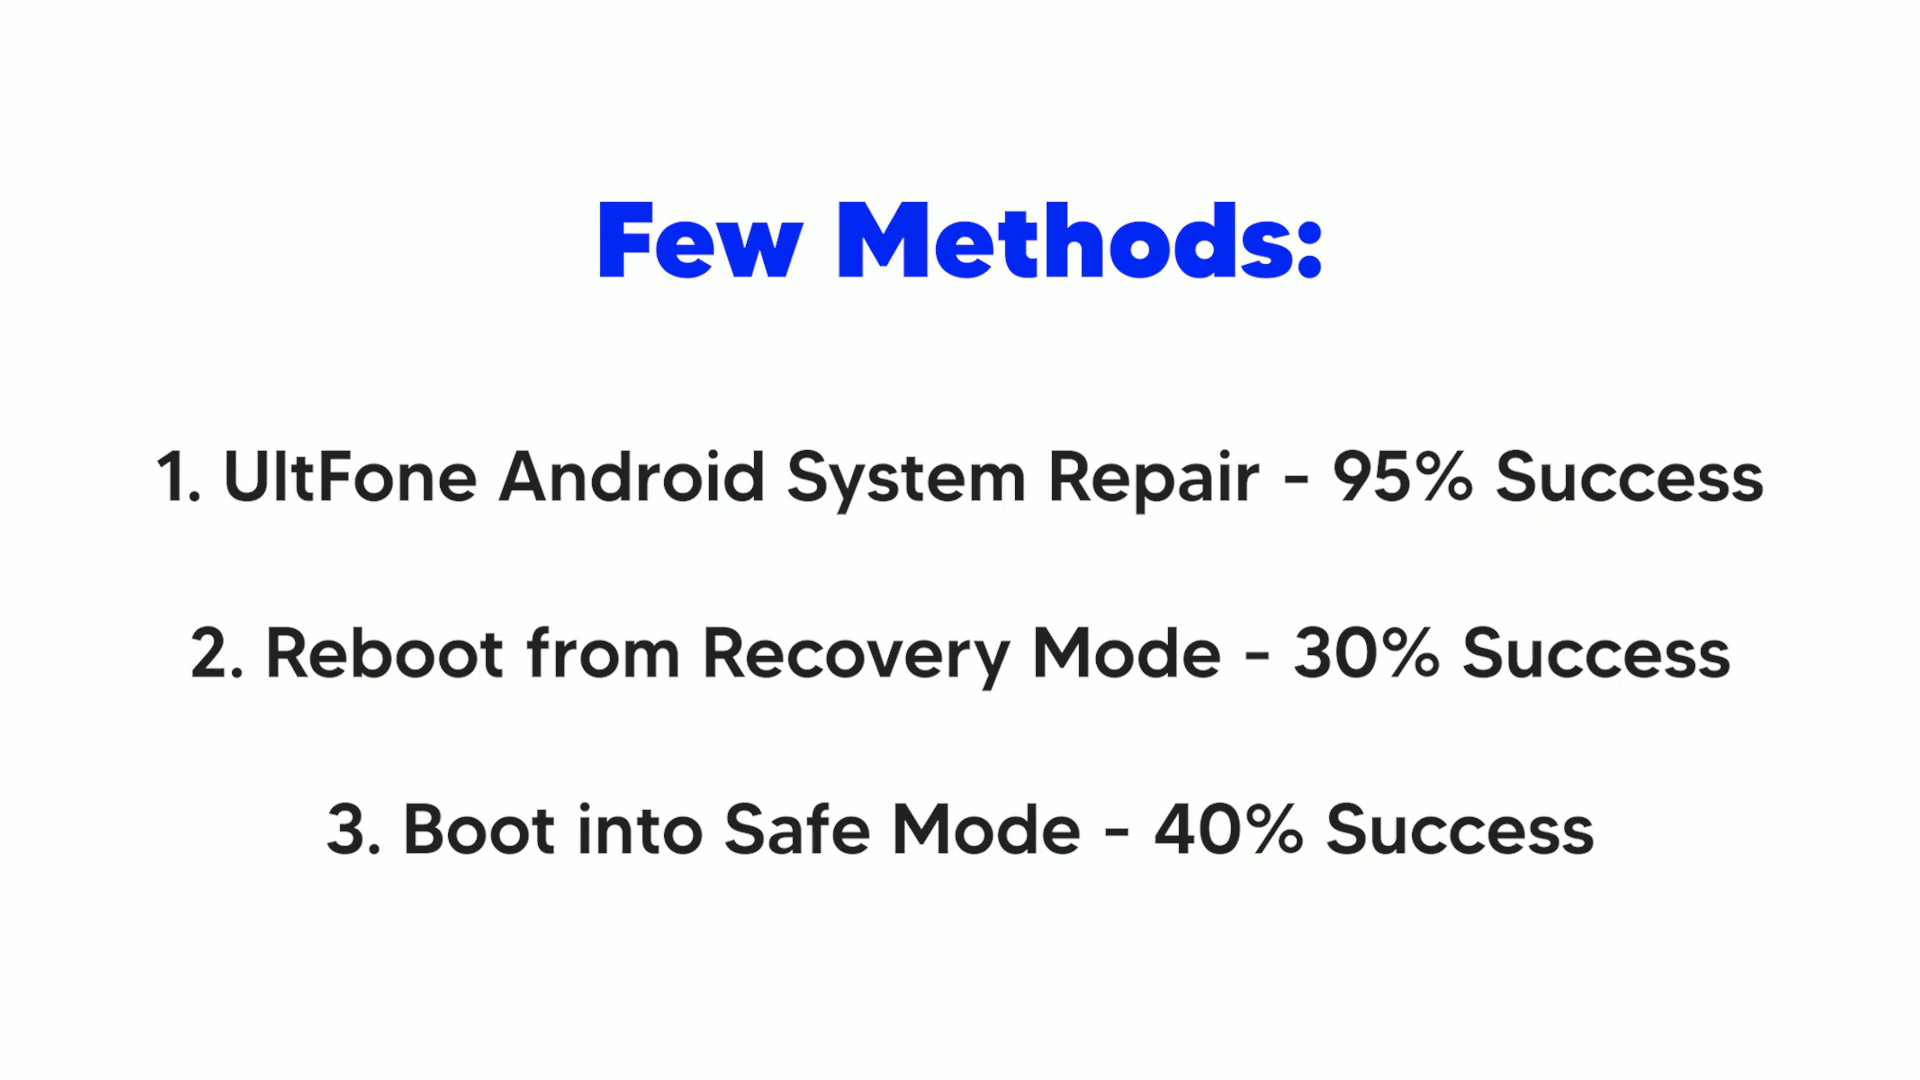 Few Methods:
1. UltFone Android System Repair - 95% Success
2. Reboot from Recovery Mode - 30% Success
3. Boot into Safe Mode - 40% Success